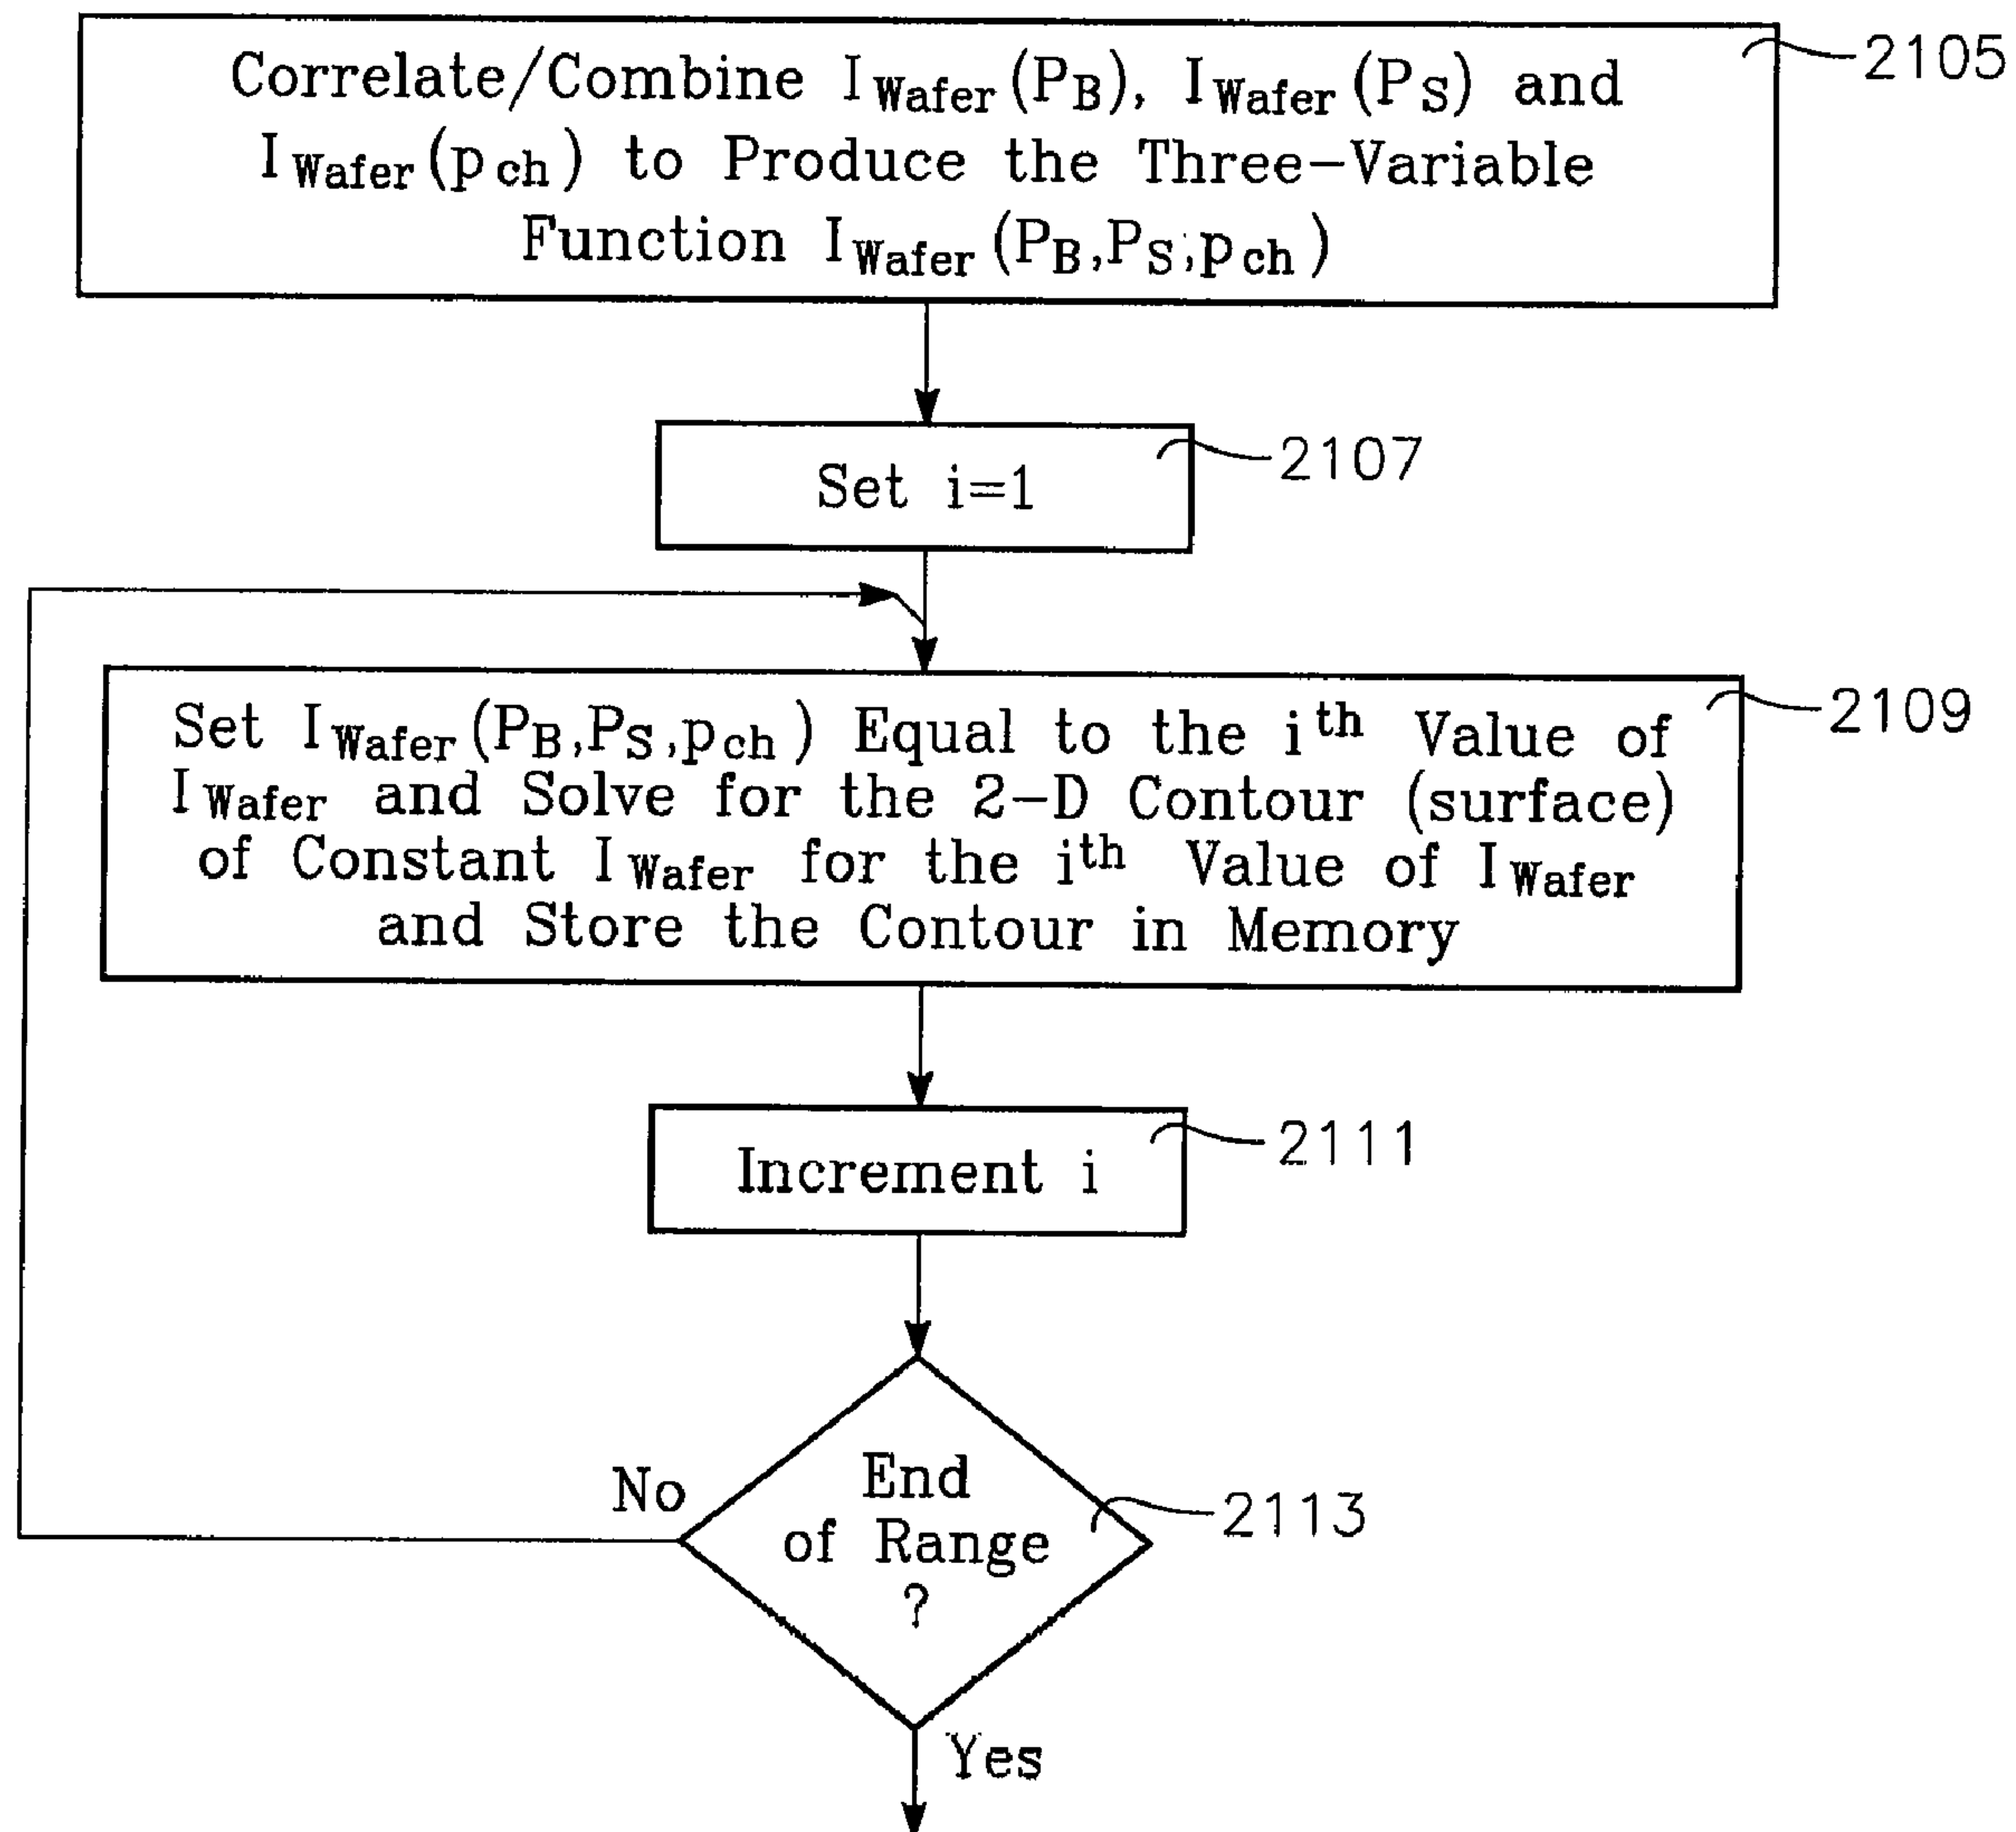 Correlate/Combine I Wafer (PB), I Wafer (PS) and
I Wafer (pch) to Produce the Three-Variable
Function I Wafer (PB,PS,pch)
2105
Set i=1
2107
Set I Wafer (PB,PS,pch) Equal to the ith Value of
I Wafer and Solve for the 2-D Contour (surface)
of Constant I Wafer for the ith Value of I Wafer
and Store the Contour in Memory
2109
Increment i
2111
No
End
of Range
?
2113
Yes